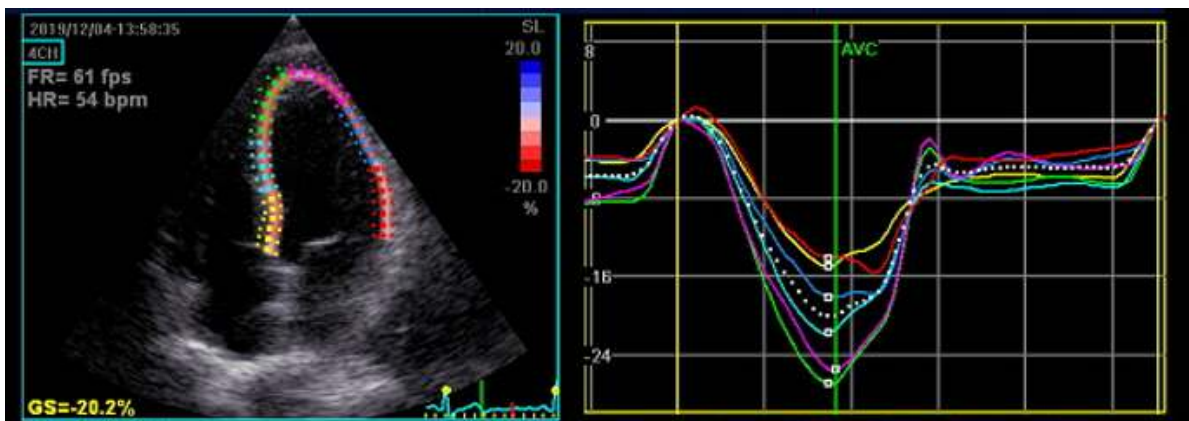 2019/12/04-13:58:35
4CH
FR= 61 fps
HR= 54 bpm
SL
20.0
-20.0
%
GS=-20.2%
AVC
8
0
-8
-16
-24